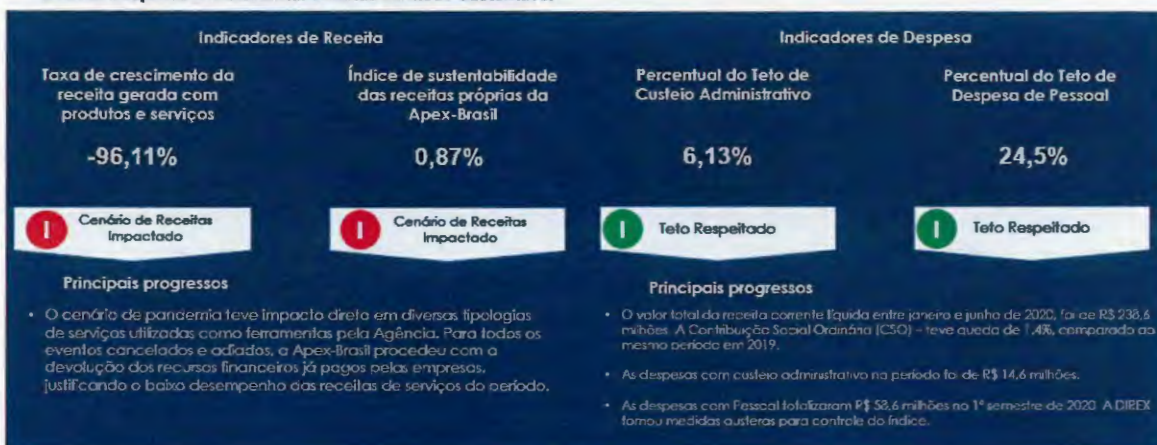 Indicadores de Receita
Taxa de crescimento da
receita gerada com
produtos e serviços
-96,11%
Índice de sustentabilidade
das receitas próprias da
Apex-Brasil
0,87%
I Cenário de Receitas
Impactado
I Cenário de Receitas
Impactado
Principais progressos
• O cenário de pandemia teve impacto direto em diversas tipologias
de serviços utilizadas como ferramentas pela Agência. Para todos os
eventos cancelados e adiados, a Apex-Brasil procedeu com a
devolução dos recursos financeiros já pagos pelas empresas,
justificando o baixo desempenho das receitas de serviços do período.
Indicadores de Despesa
Percentual do Teto de
Custeio Administrativo
6,13%
Percentual do Teto de
Despesa de Pessoal
24,5%
I Teto Respeitado
I Teto Respeitado
Principais progressos
• O valor total da receita corrente líquida entre janeiro e junho de 2020, foi de R$ 238,6
milhões. A Contribuição Social Ordinária (CSO) – teve queda de 1,4%, comparado ao
mesmo período em 2019.
• As despesas com custeio administrativo no período foi de R$ 14,6 milhões.
• As despesas com Pessoal totalizaram R$ 58,6 milhões no 1º semestre de 2020. A DIREX
tomou medidas austeras para controle do índice.